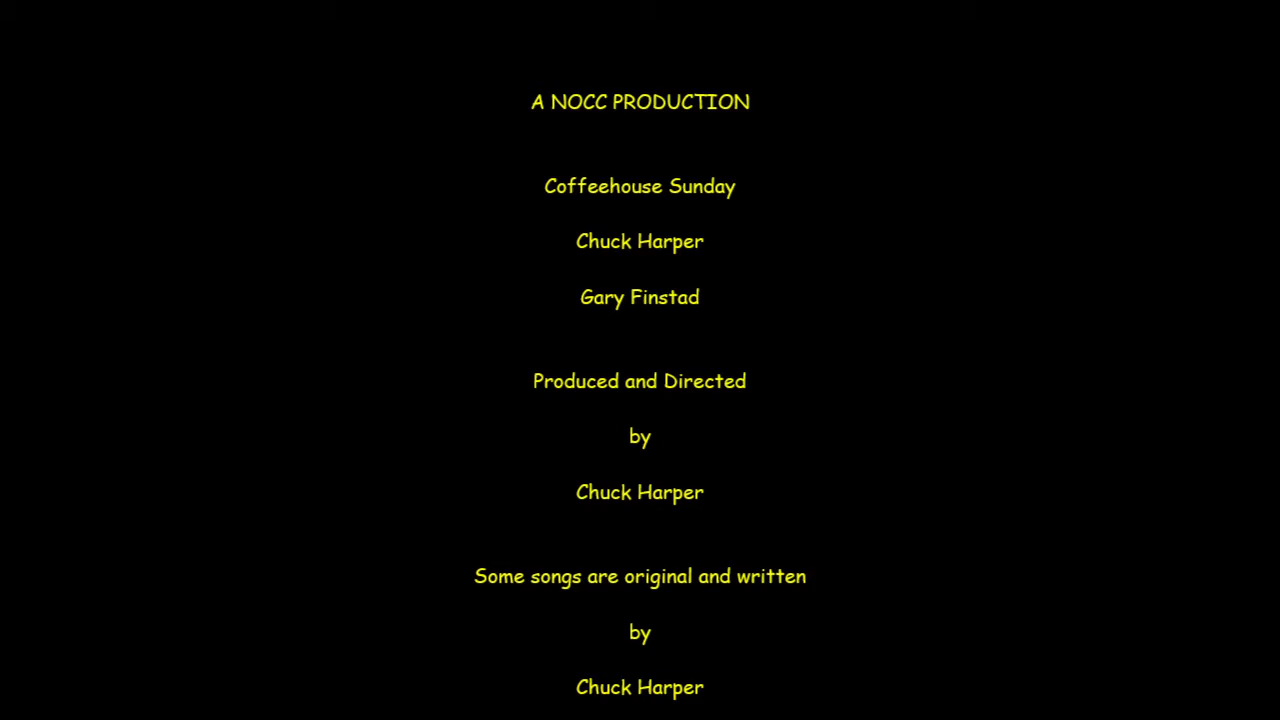 A NOCC PRODUCTION
Coffeehouse Sunday
Chuck Harper
Gary Finstad
Produced and Directed
by
Chuck Harper
Some songs are original and written
by
Chuck Harper